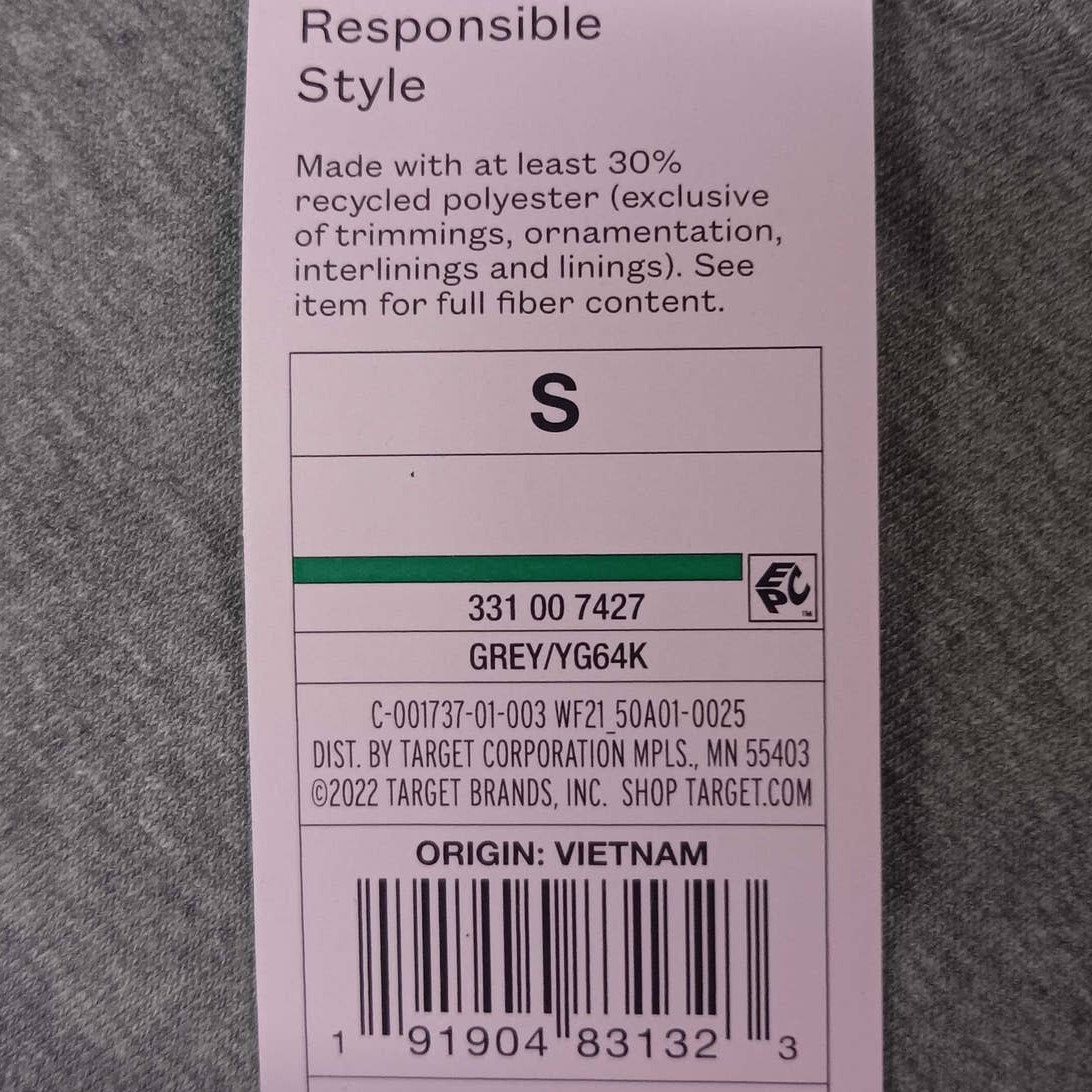 Responsible
Style
Made with at least 30%
recycled polyester (exclusive
of trimmings, ornamentation,
interlinings and linings). See
item for full fiber content.
S
331 00 7427
EPC
™
GREY/YG64K
C-001737-01-003 WF21_50A01-0025
DIST. BY TARGET CORPORATION MPLS., MN 55403
©2022 TARGET BRANDS, INC. SHOP TARGET.COM
ORIGIN: VIETNAM
1 91904 83132 3